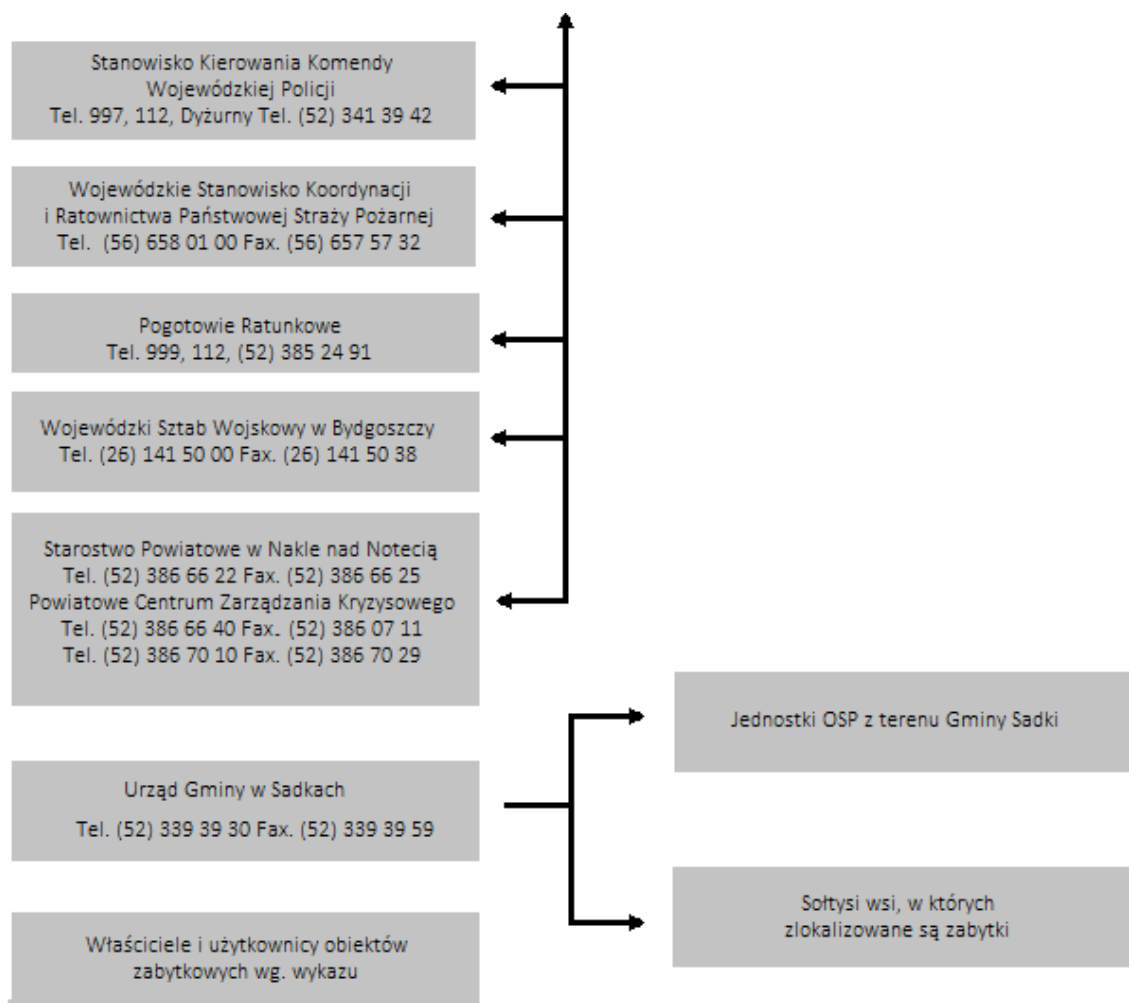 Stanowisko Kierowania Komendy
Wojewódzkiej Policji
Tel. 997, 112, Dyżurny Tel. (52) 341 39 42
Wojewódzkie Stanowisko Koordynacji
i Ratownictwa Państwowej Straży Pożarnej
Tel. (56) 658 01 00 Fax. (56) 657 57 32
Pogotowie Ratunkowe
Tel. 999, 112, (52) 385 24 91
Wojewódzki Sztab Wojskowy w Bydgoszczy
Tel. (26) 141 50 00 Fax. (26) 141 50 38
Starostwo Powiatowe w Nakle nad Notecią
Tel. (52) 386 66 22 Fax. (52) 386 66 25
Powiatowe Centrum Zarządzania Kryzysowego
Tel. (52) 386 66 40 Fax. (52) 386 07 11
Tel. (52) 386 70 10 Fax. (52) 386 70 29
Urząd Gminy w Sadkach
Tel. (52) 339 39 30 Fax. (52) 339 39 59
Właściciele i użytkownicy obiektów
zabytkowych wg. wykazu
Jednostki OSP z terenu Gminy Sadki
Sołtysi wsi, w których
zlokalizowane są zabytki